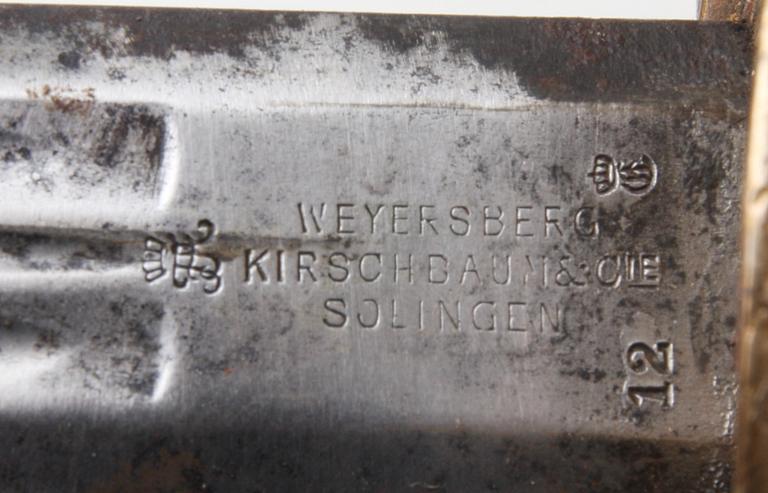 WEYERSBERG
KIRSCHBAUM & CIE
SOLINGEN
12